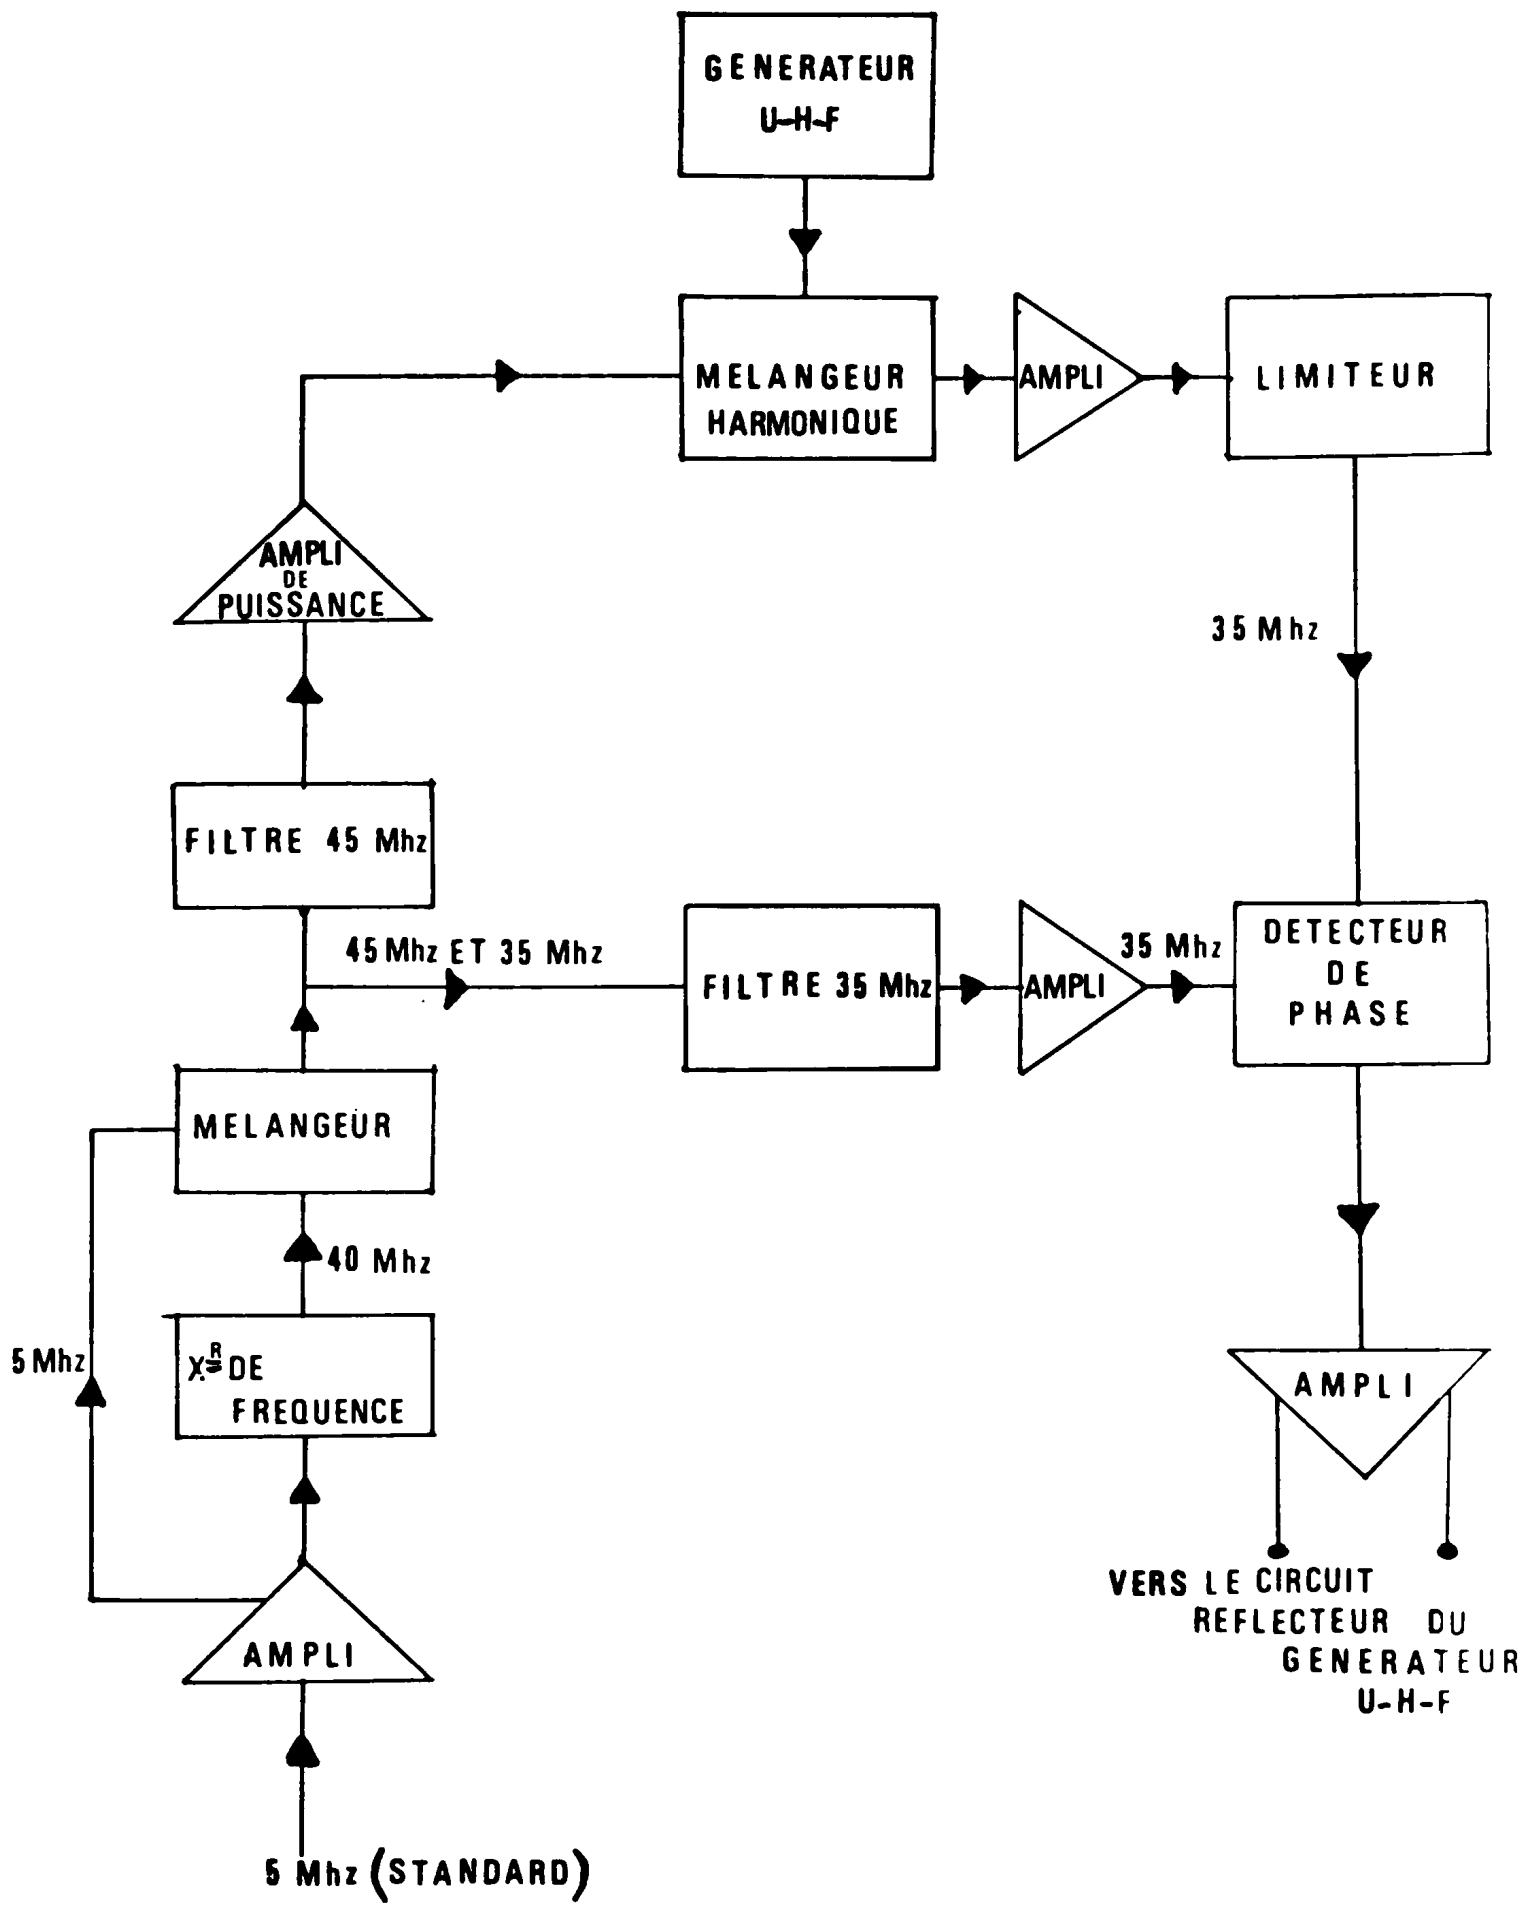 GENERATEUR
U-H-F
MELANGEUR
HARMONIQUE
AMPLI
LIMITEUR
AMPLI
DE
PUISSANCE
35 Mhz
FILTRE 45 Mhz
45 Mhz ET 35 Mhz
FILTRE 35 Mhz
AMPLI
35 Mhz
DETECTEUR
DE
PHASE
MELANGEUR
40 Mhz
5 Mhz
X.R DE
FREQUENCE
AMPLI
AMPLI
VERS LE CIRCUIT
REFLECTEUR DU
GENERATEUR
U-H-F
5 Mhz (STANDARD)